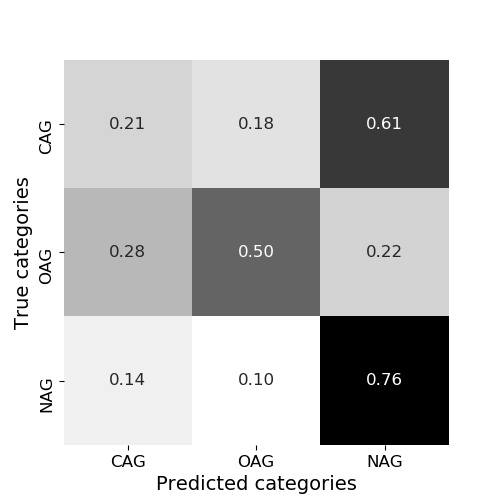 True categories
CAG
0.21 0.18 0.61
OAG
0.28 0.50 0.22
NAG
0.14 0.10 0.76
CAG OAG NAG
Predicted categories